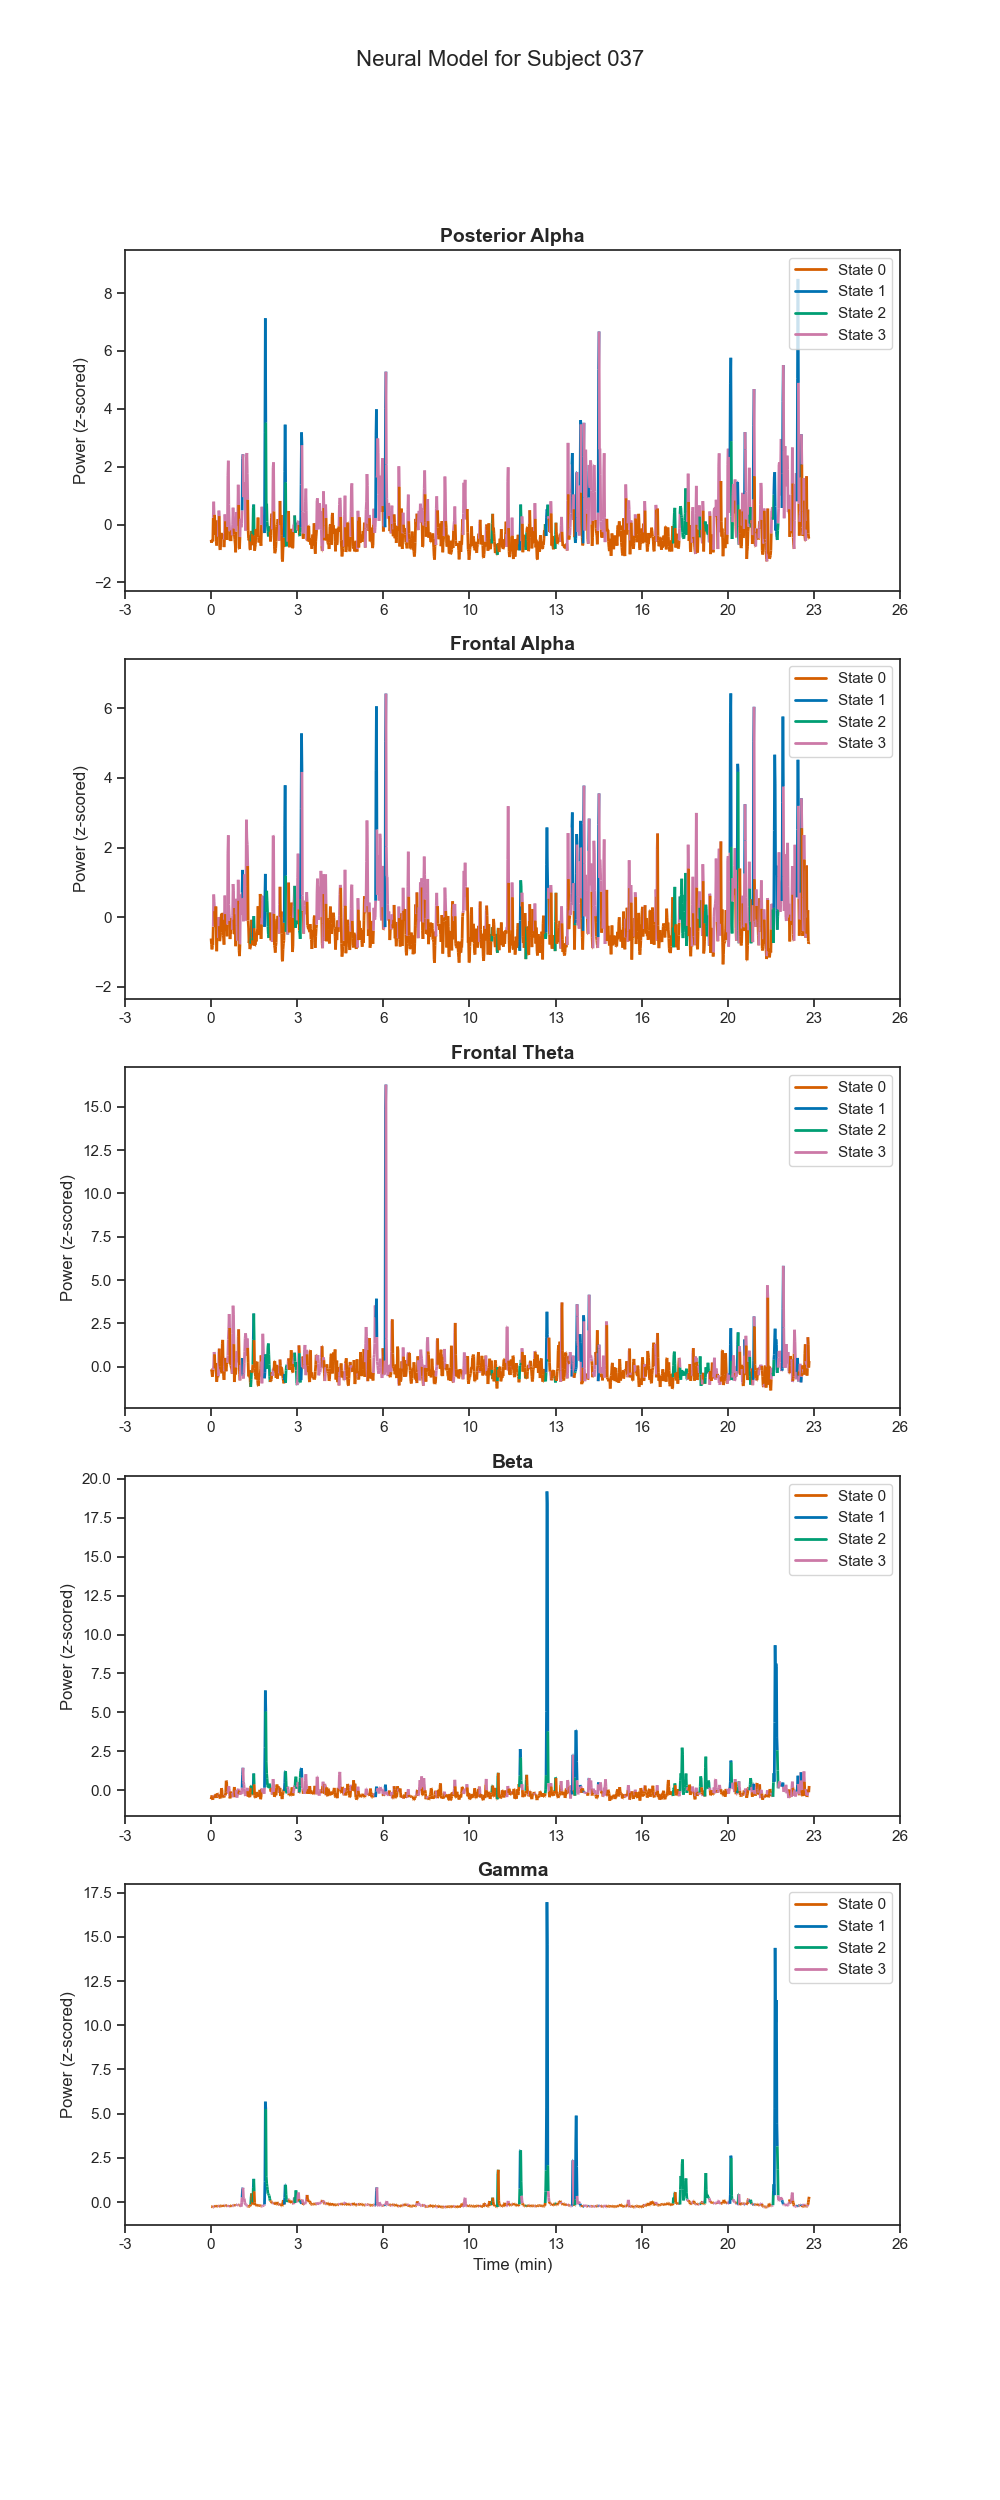 Neural Model for Subject 037
Posterior Alpha
State 0
State 1
State 2
State 3
Power (z-scored)
8
6
4
2
0
−2
-3 0 3 6 10 13 16 20 23 26
Frontal Alpha
State 0
State 1
State 2
State 3
Power (z-scored)
6
4
2
0
−2
-3 0 3 6 10 13 16 20 23 26
Frontal Theta
State 0
State 1
State 2
State 3
Power (z-scored)
15.0
12.5
10.0
7.5
5.0
2.5
0.0
-3 0 3 6 10 13 16 20 23 26
Beta
State 0
State 1
State 2
State 3
Power (z-scored)
20.0
17.5
15.0
12.5
10.0
7.5
5.0
2.5
0.0
-3 0 3 6 10 13 16 20 23 26
Gamma
State 0
State 1
State 2
State 3
Power (z-scored)
17.5
15.0
12.5
10.0
7.5
5.0
2.5
0.0
-3 0 3 6 10 13 16 20 23 26
Time (min)